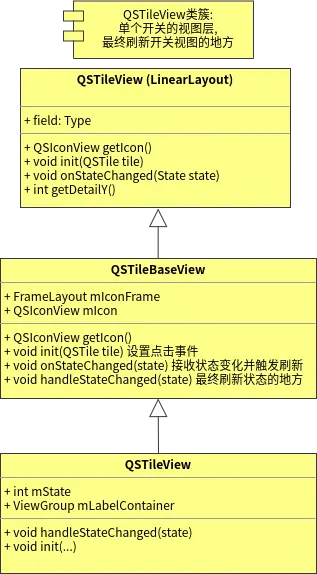 QSTileView类簇:
单个开关的视图层,
最终刷新开关视图的地方
QSTileView (LinearLayout)
+ field: Type
+ QSIconView getIcon()
+ void init(QSTile tile)
+ void onStateChanged(State state)
+ int getDetailY()
QSTileBaseView
+ FrameLayout mIconFrame
+ QSIconView mIcon
+ QSIconView getIcon()
+ void init(QSTile tile) 设置点击事件
+ void onStateChanged(state) 接收状态变化并触发刷新
+ void handleStateChanged(state) 最终刷新状态的地方
QSTileView
+ int mState
+ ViewGroup mLabelContainer
+ void handleStateChanged(state)
+ void init(...)